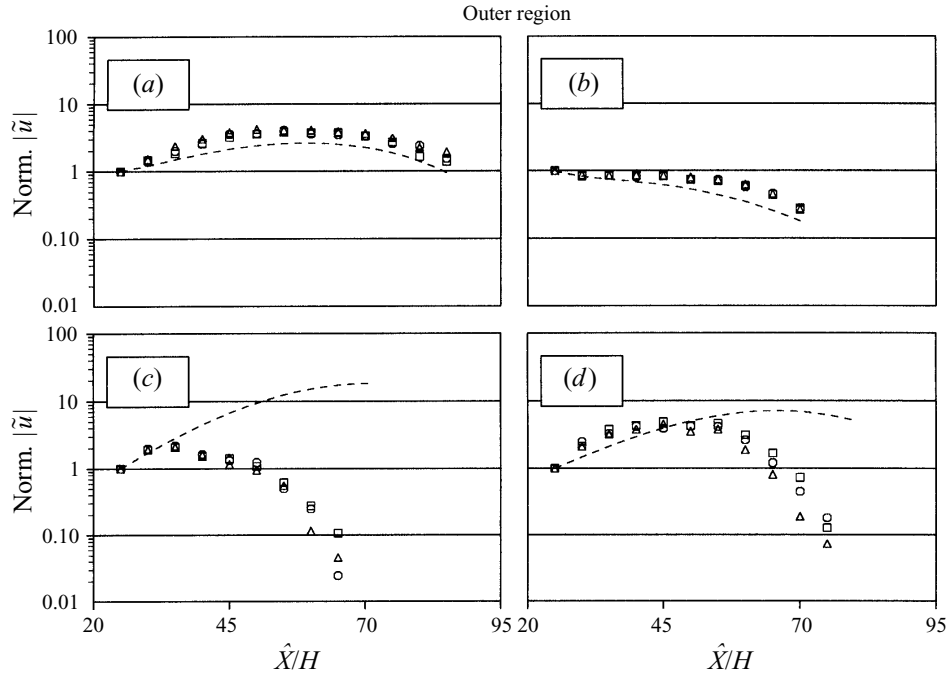 Outer region
100
10
1
0.10
0.01
Norm. |ũ|
(a)
(b)
100
10
1
0.10
0.01
Norm. |ũ|
(c)
(d)
20 45 70 95 20 45 70 95
X̂/H X̂/H